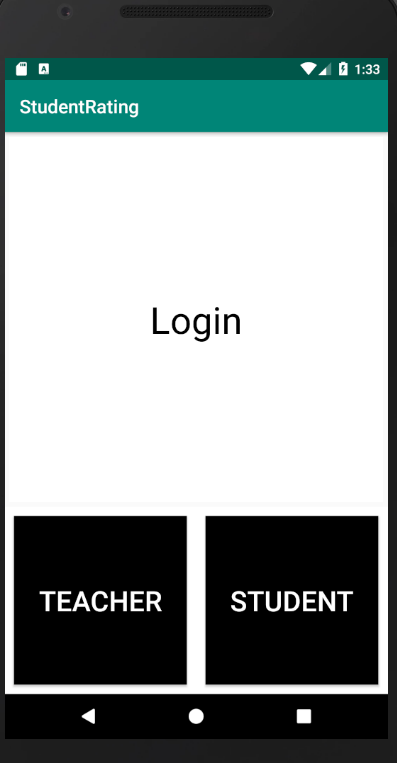 1:33
StudentRating
Login
TEACHER
STUDENT